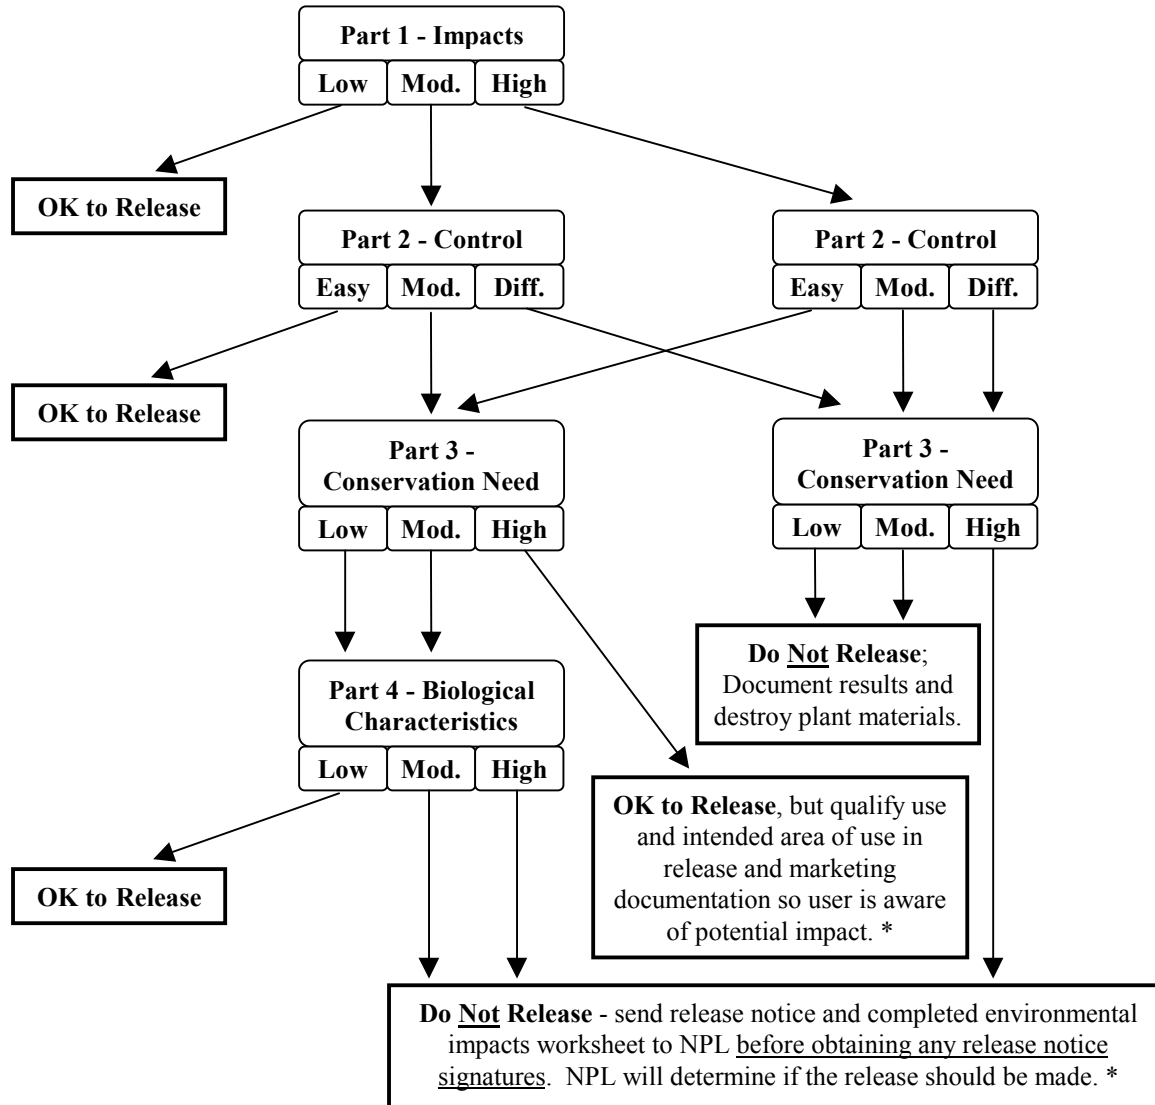 Part 1 - Impacts
Low Mod. High
OK to Release
Part 2 - Control
Easy Mod. Diff.
Part 2 - Control
Easy Mod. Diff.
OK to Release
Part 3 -
Conservation Need
Low Mod. High
Part 3 -
Conservation Need
Low Mod. High
Do Not Release;
Document results and
destroy plant materials.
Part 4 - Biological
Characteristics
Low Mod. High
OK to Release, but qualify use
and intended area of use in
release and marketing
documentation so user is aware
of potential impact. *
OK to Release
Do Not Release - send release notice and completed environmental
impacts worksheet to NPL before obtaining any release notice
signatures.  NPL will determine if the release should be made. *